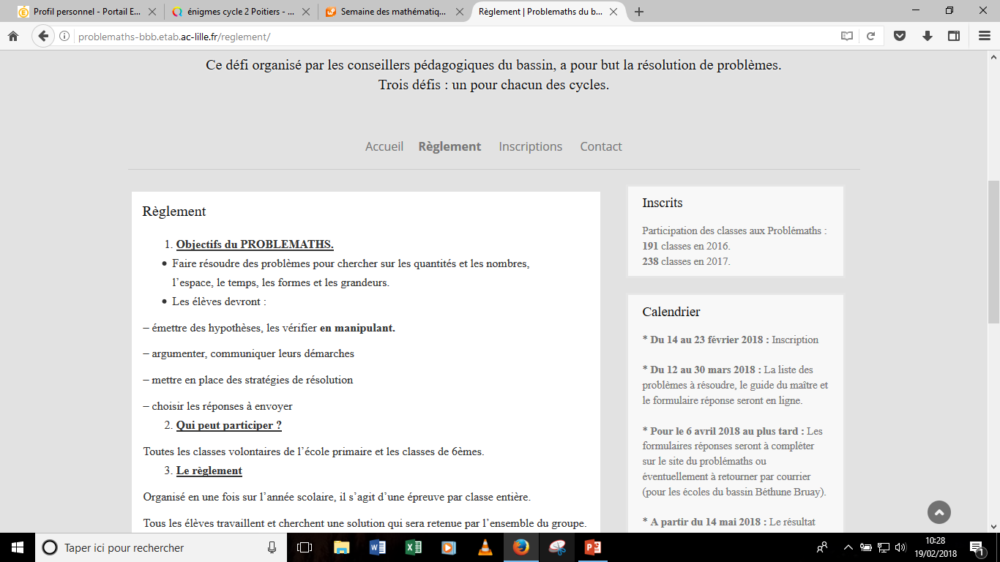 Profil personnel - Portail E...
énigmes cycle 2 Poitiers - ...
Semaine des mathématiq...
Règlement | Problemaths du b...
problemaths-bbb.etab.ac-lille.fr/reglement/
Ce défi organisé par les conseillers pédagogiques du bassin, a pour but la résolution de problèmes.
Trois défis : un pour chacun des cycles.
Accueil Règlement Inscriptions Contact
Règlement
1. Objectifs du PROBLEMATHS.
• Faire résoudre des problèmes pour chercher sur les quantités et les nombres,
l’espace, le temps, les formes et les grandeurs.
• Les élèves devront :
– émettre des hypothèses, les vérifier en manipulant.
– argumenter, communiquer leurs démarches
– mettre en place des stratégies de résolution
– choisir les réponses à envoyer
2. Qui peut participer ?
Toutes les classes volontaires de l’école primaire et les classes de 6èmes.
3. Le règlement
Organisé en une fois sur l’année scolaire, il s’agit d’une épreuve par classe entière.
Tous les élèves travaillent et cherchent une solution qui sera retenue par l’ensemble du groupe.
Inscrits
Participation des classes aux Problémaths :
191 classes en 2016.
238 classes en 2017.
Calendrier
* Du 14 au 23 février 2018 : Inscription
* Du 12 au 30 mars 2018 : La liste des
problèmes à résoudre, le guide du maître et
le formulaire réponse seront en ligne.
* Pour le 6 avril 2018 au plus tard : Les
formulaires réponses seront à compléter
sur le site du problémaths ou
éventuellement à retourner par courrier
(pour les écoles du bassin Béthune Bruay).
* A partir du 14 mai 2018 : Le résultat
Taper ici pour rechercher
10:28
19/02/2018
1